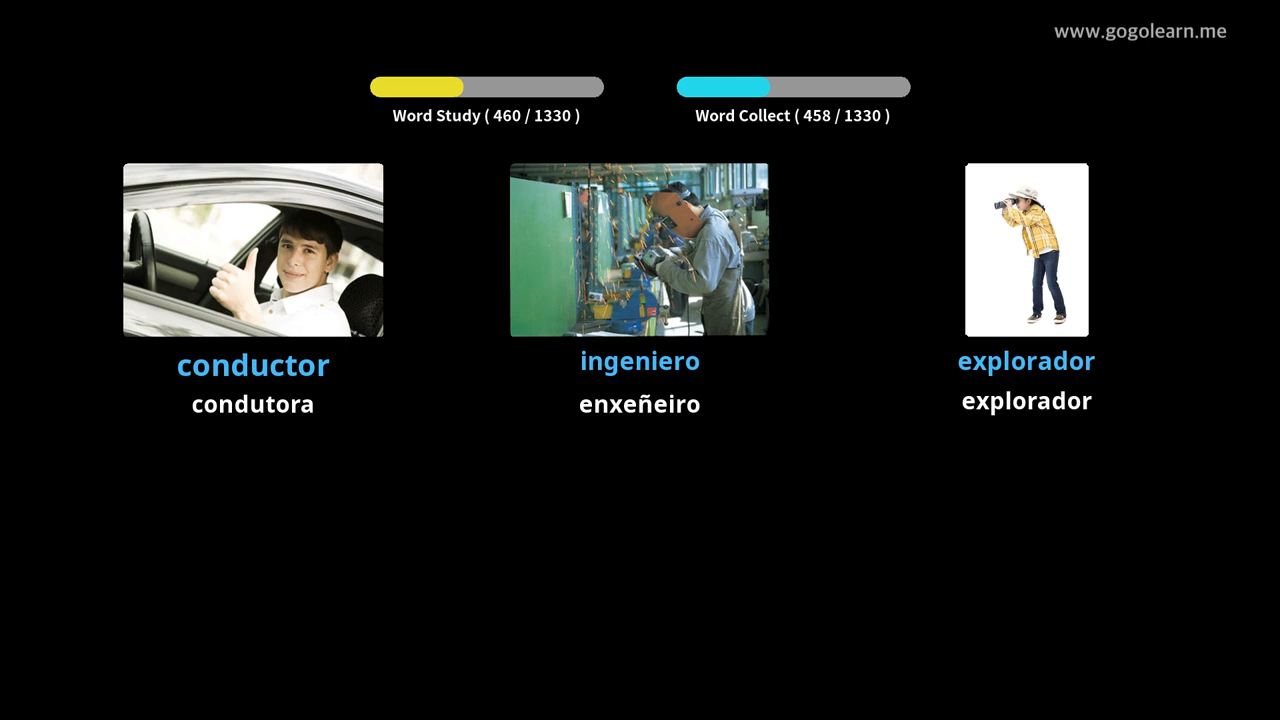 www.gogolearn.me
Word Study ( 460 / 1330 )
Word Collect ( 458 / 1330 )
conductor
condutora
ingeniero
enxeñeiro
explorador
explorador